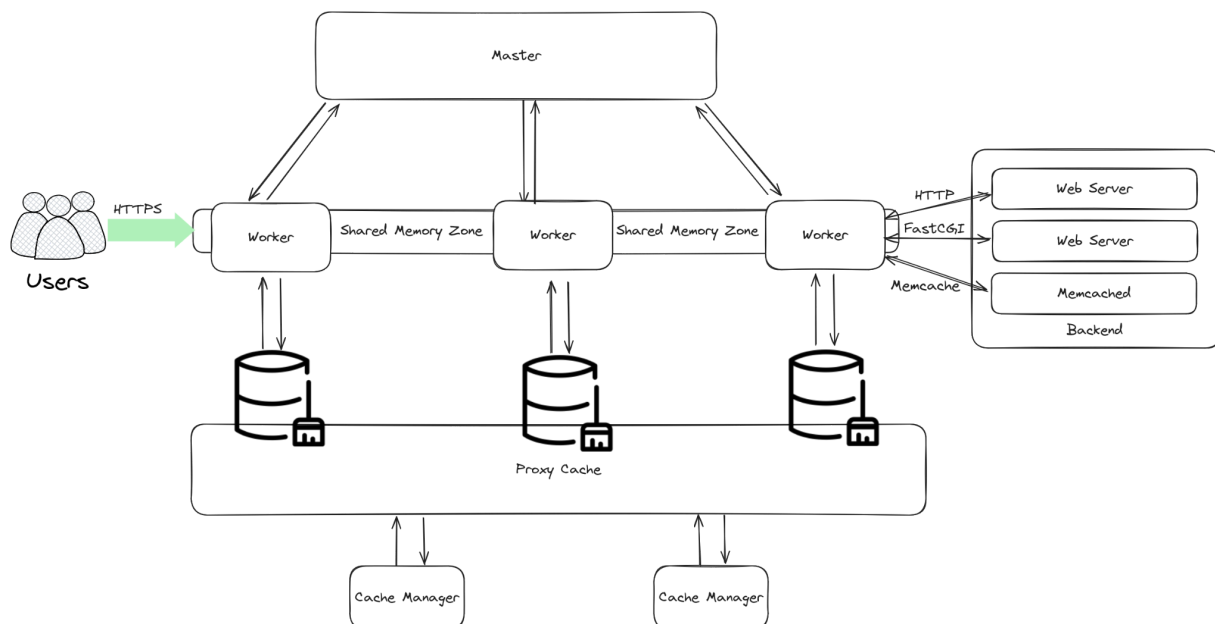 Master
HTTPS
Users
Worker
Shared Memory Zone
Worker
Shared Memory Zone
Worker
HTTP
FastCGI
Memcache
Web Server
Web Server
Memcached
Backend
Proxy Cache
Cache Manager
Cache Manager